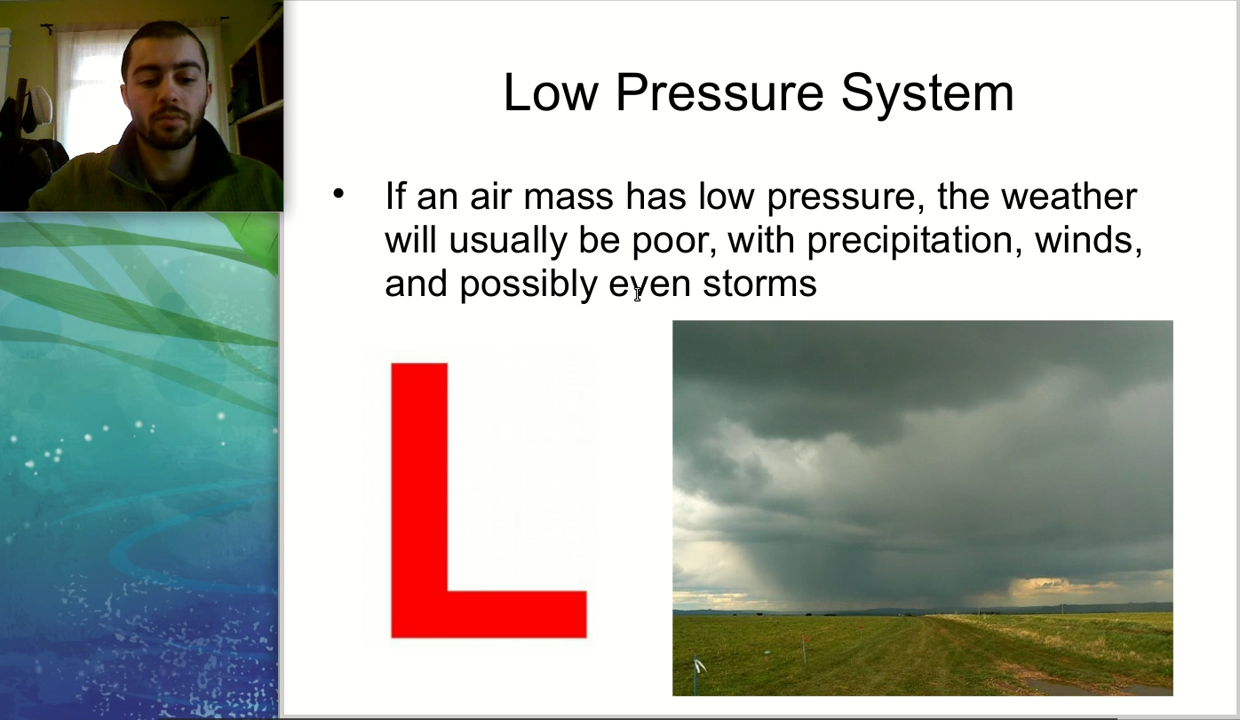 Low Pressure System
• If an air mass has low pressure, the weather
will usually be poor, with precipitation, winds,
and possibly even storms
L